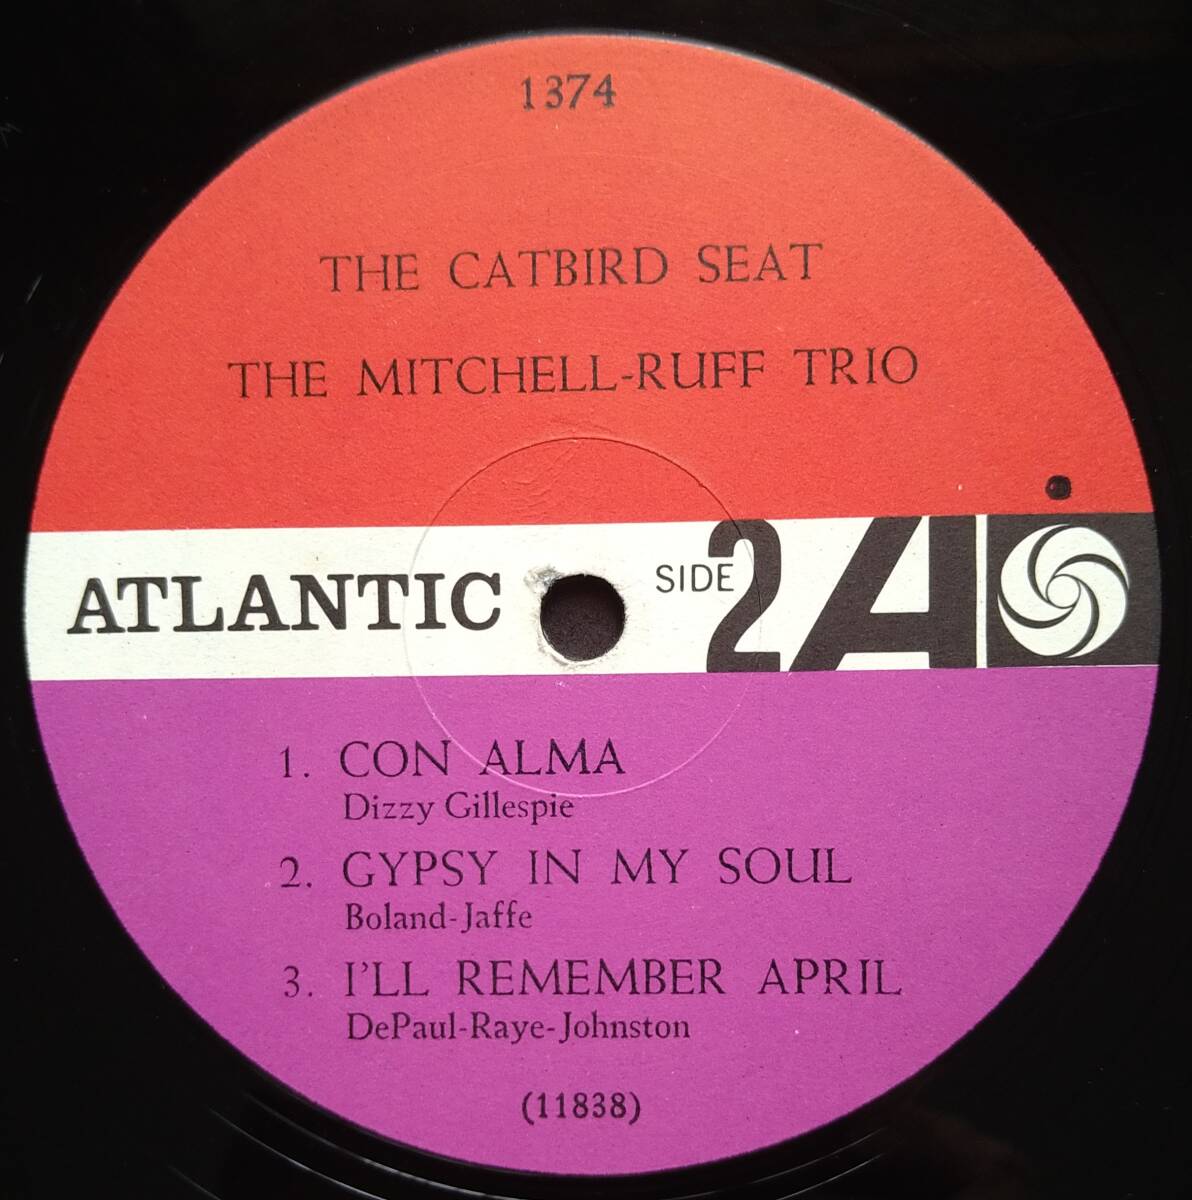 1374
THE CATBIRD SEAT
THE MITCHELL-RUFF TRIO
ATLANTIC SIDE 2 A
1. CON ALMA
Dizzy Gillespie
2. GYPSY IN MY SOUL
Boland-Jaffe
3. I'LL REMEMBER APRIL
DePaul-Raye-Johnston
(11838)